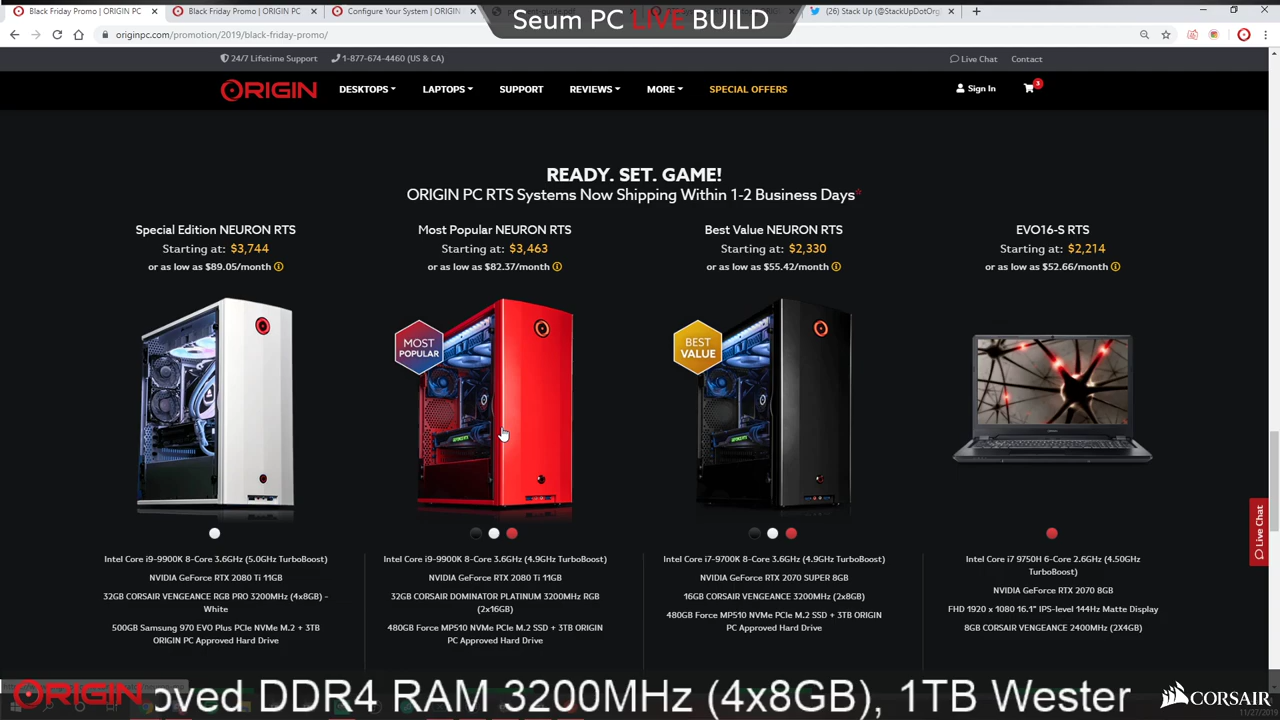 Black Friday Promo | ORIGIN PC
Black Friday Promo | ORIGIN PC
Configure Your System | ORIGIN
(26) Stack Up (@StackUpDotOrg
Seum PC LIVE BUILD
originpc.com/promotion/2019/black-friday-promo/
24/7 Lifetime Support
1-877-674-4460 (US & CA)
Live Chat
Contact
ORIGIN
DESKTOPS
LAPTOPS
SUPPORT
REVIEWS
MORE
SPECIAL OFFERS
Sign In
3
READY. SET. GAME!
ORIGIN PC RTS Systems Now Shipping Within 1-2 Business Days*
Special Edition NEURON RTS
Starting at: $3,744
or as low as $89.05/month
Most Popular NEURON RTS
Starting at: $3,463
or as low as $82.37/month
Best Value NEURON RTS
Starting at: $2,330
or as low as $55.42/month
EVO16-S RTS
Starting at: $2,214
or as low as $52.66/month
MOST
POPULAR
BEST
VALUE
Intel Core i9-9900K 8-Core 3.6GHz (5.0GHz TurboBoost)
NVIDIA GeForce RTX 2080 Ti 11GB
32GB CORSAIR VENGEANCE RGB PRO 3200MHz (4x8GB) –
White
500GB Samsung 970 EVO Plus PCIe NVMe M.2 + 3TB
ORIGIN PC Approved Hard Drive
Intel Core i9-9900K 8-Core 3.6GHz (4.9GHz TurboBoost)
NVIDIA GeForce RTX 2080 Ti 11GB
32GB CORSAIR DOMINATOR PLATINUM 3200MHz RGB
(2x16GB)
480GB Force MP510 NVMe PCIe M.2 SSD + 3TB ORIGIN
PC Approved Hard Drive
Intel Core i7-9700K 8-Core 3.6GHz (4.9GHz TurboBoost)
NVIDIA GeForce RTX 2070 SUPER 8GB
16GB CORSAIR VENGEANCE 3200MHz (2x8GB)
480GB Force MP510 NVMe PCIe M.2 SSD + 3TB ORIGIN
PC Approved Hard Drive
Intel Core i7 9750H 6-Core 2.6GHz (4.50GHz
TurboBoost)
NVIDIA GeForce RTX 2070 8GB
FHD 1920 x 1080 16.1" IPS-level 144Hz Matte Display
8GB CORSAIR VENGEANCE 2400MHz (2X4GB)
Live Chat
ORIGIN
oved DDR4 RAM 3200MHz (4x8GB), 1TB Wester
CORSAIR
11/27/2019